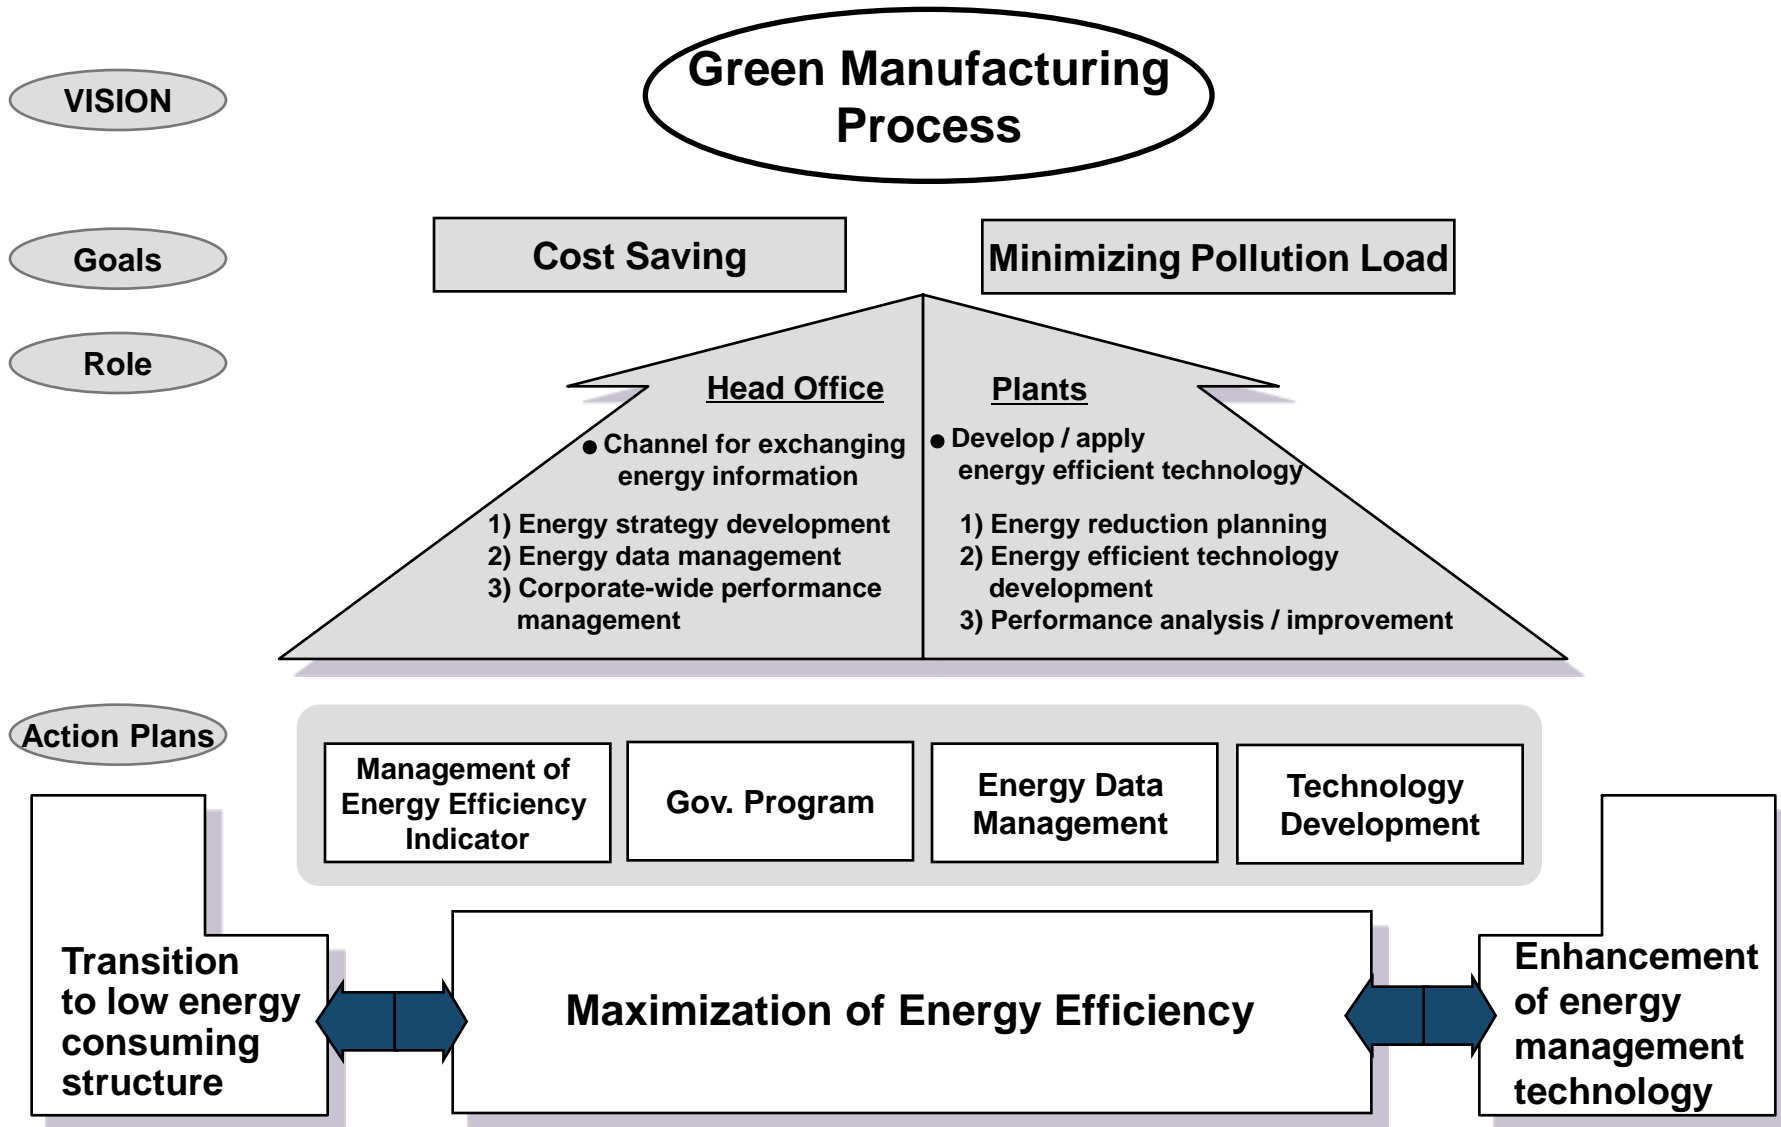 Green Manufacturing
Process
VISION
Goals
Cost Saving
Minimizing Pollution Load
Role
Head Office
● Channel for exchanging
energy information
1) Energy strategy development
2) Energy data management
3) Corporate-wide performance
management
Plants
● Develop / apply
energy efficient technology
1) Energy reduction planning
2) Energy efficient technology
development
3) Performance analysis / improvement
Action Plans
Management of
Energy Efficiency
Indicator
Gov. Program
Energy Data
Management
Technology
Development
Transition
to low energy
consuming
structure
Maximization of Energy Efficiency
Enhancement
of energy
management
technology